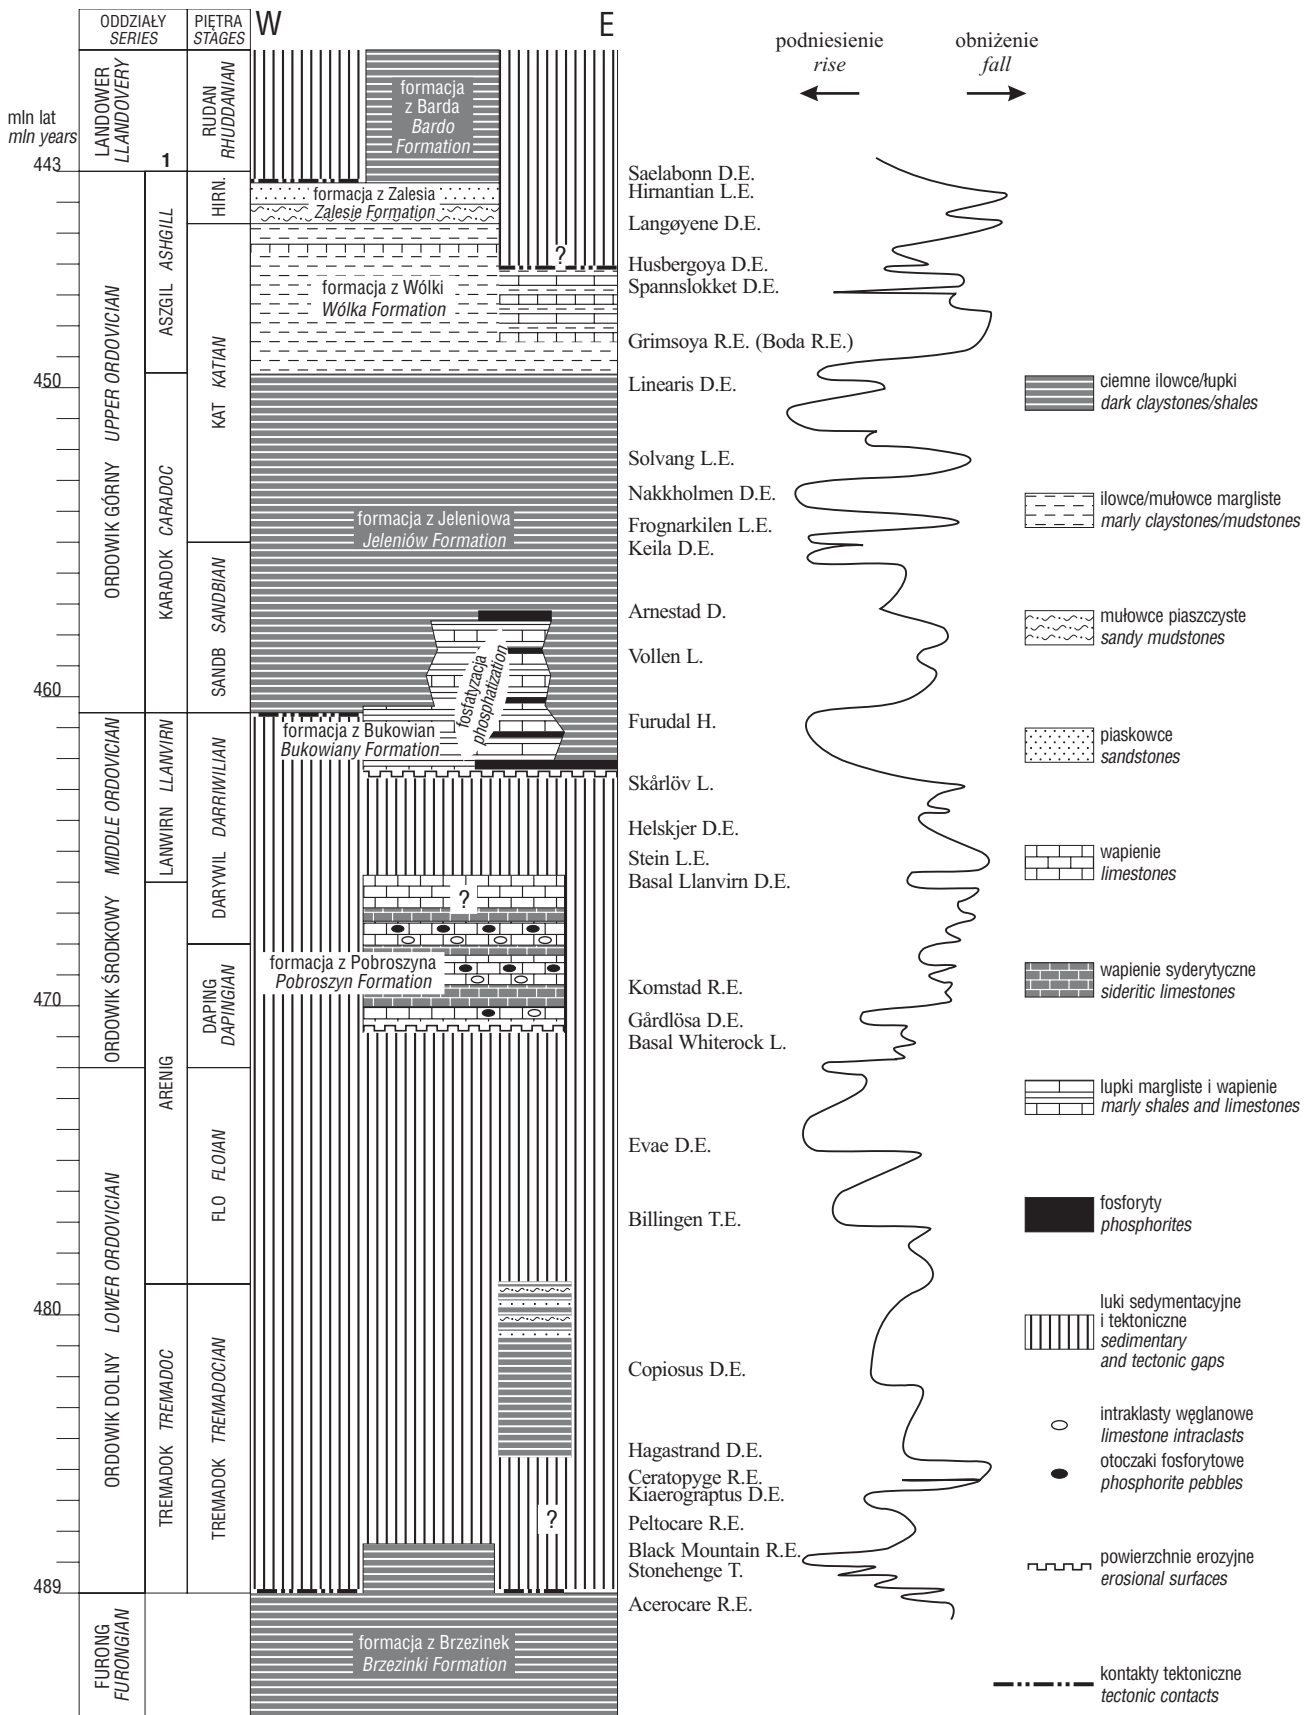 ODDZIAŁY
SERIES
PIĘTRA
STAGES
W
E
podniesienie
rise
obniżenie
fall
mln lat
mln years
443
450
460
470
480
489
LANDOWER
LLANDOVERY
1
RUDAN
RHUDDANIAN
ORDOWIK GÓRNY UPPER ORDOVICIAN
ASZGIL ASHGILL
HIRN.
KAT KATIAN
KARADOK CARADOC
SANDB SANDBIAN
ORDOWIK ŚRODKOWY MIDDLE ORDOVICIAN
LANWIRN LLANVIRN
DARYWIL DARRIWILIAN
ARENIG
DAPING
DAPINGIAN
ORDOWIK DOLNY LOWER ORDOVICIAN
FLO FLOIAN
TREMADOK TREMADOC
TREMADOK TREMADOCIAN
FURONG
FURONGIAN
formacja
z Barda
Bardo
Formation
formacja z Zalesia
Zalesie Formation
?
formacja z Wólki
Wólka Formation
formacja z Jeleniowa
Jeleniów Formation
fosfatyzacja
phosphatization
formacja z Bukowian
Bukowiany Formation
?
formacja z Pobroszyna
Pobroszyn Formation
?
formacja z Brzezinek
Brzezinki Formation
Saelabonn D.E.
Hirnantian L.E.
Langøyene D.E.
Husbergoya D.E.
Spannslokket D.E.
Grimsoya R.E. (Boda R.E.)
Linearis D.E.
Solvang L.E.
Nakkholmen D.E.
Frognarkilen L.E.
Keila D.E.
Arnestad D.
Vollen L.
Furudal H.
Skårlöv L.
Helskjer D.E.
Stein L.E.
Basal Llanvirn D.E.
Komstad R.E.
Gårdlösa D.E.
Basal Whiterock L.
Evae D.E.
Billingen T.E.
Copiosus D.E.
Hagastrand D.E.
Ceratopyge R.E.
Kiaerograptus D.E.
Peltocare R.E.
Black Mountain R.E.
Stonehenge T.
Acerocare R.E.
ciemne ilowce/łupki
dark claystones/shales
ilowce/mułowce margliste
marly claystones/mudstones
mułowce piaszczyste
sandy mudstones
piaskowce
sandstones
wapienie
limestones
wapienie syderytyczne
sideritic limestones
lupki margliste i wapienie
marly shales and limestones
fosforyty
phosphorites
luki sedymentacyjne
i tektoniczne
sedimentary
and tectonic gaps
intraklasty węglanowe
limestone intraclasts
otoczaki fosforytowe
phosphorite pebbles
powierzchnie erozyjne
erosional surfaces
kontakty tektoniczne
tectonic contacts